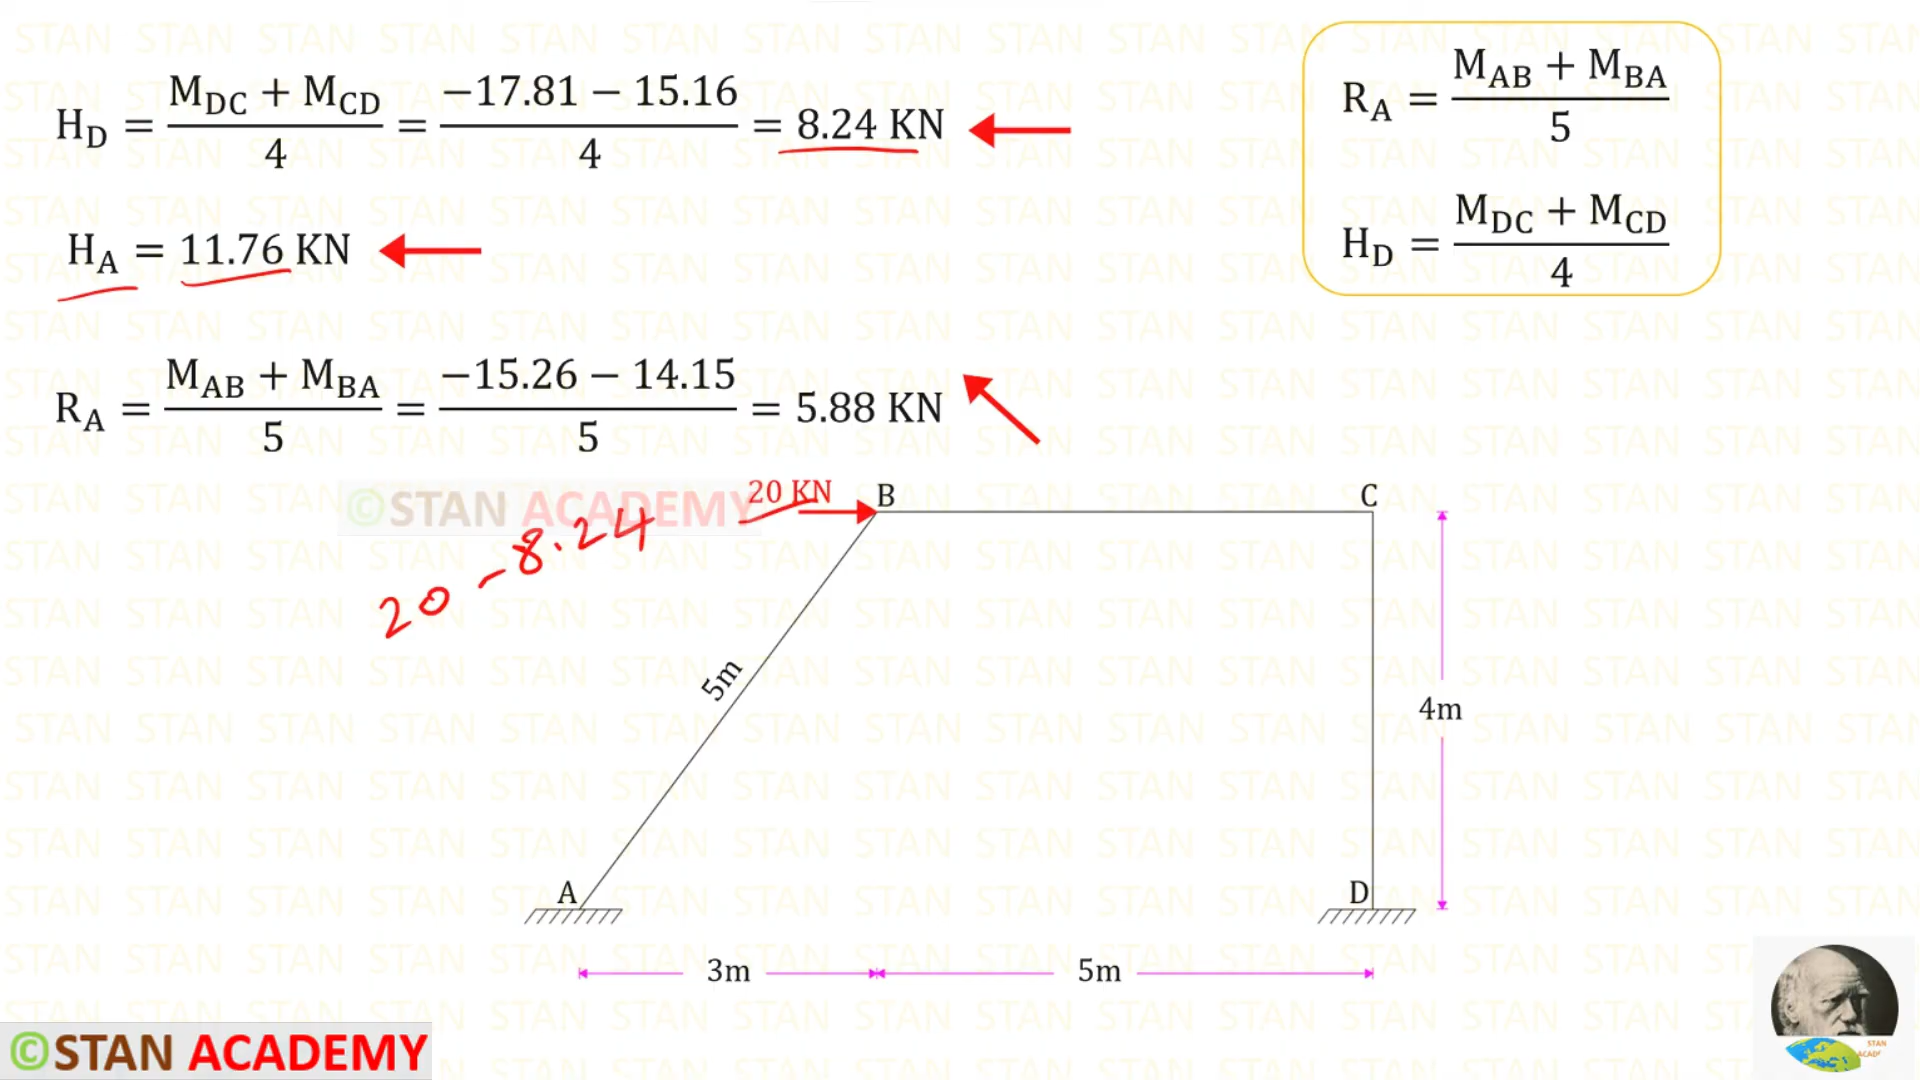 H_D = (M_DC + M_CD)/4 = (−17.81 − 15.16)/4 = 8.24 KN
H_A = 11.76 KN
R_A = (M_AB + M_BA)/5 = (−15.26 − 14.15)/5 = 5.88 KN
R_A = (M_AB + M_BA)/5
H_D = (M_DC + M_CD)/4
©STAN ACADEMY
20 KN
B
C
20 - 8.24
5m
4m
A
D
3m
5m
©STAN ACADEMY
STAN